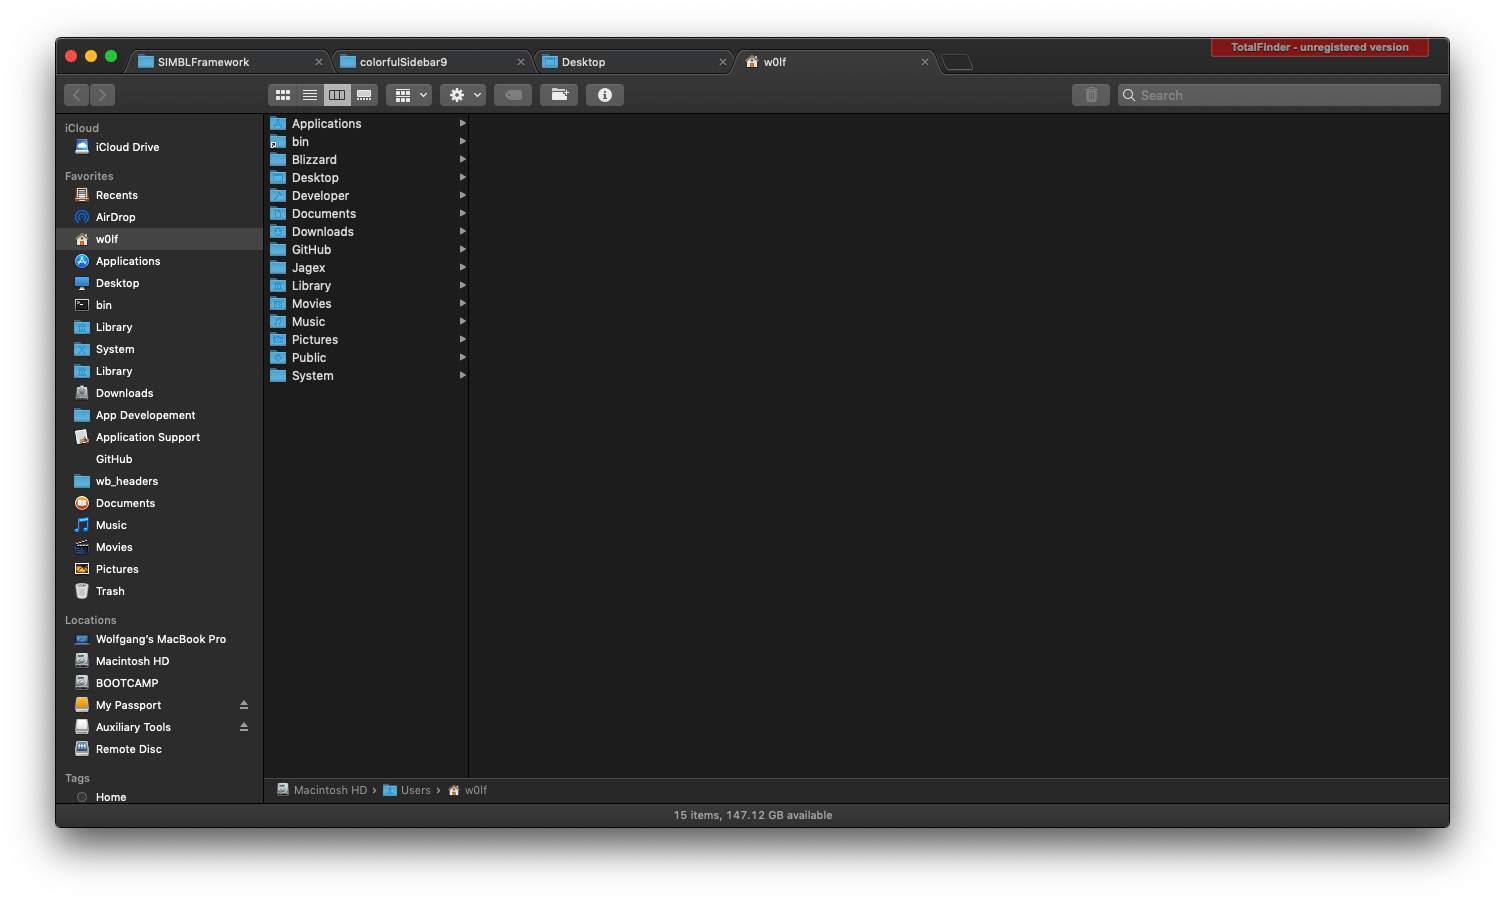 TotalFinder - unregistered version
SIMBLFramework
colorfulSidebar9
Desktop
w0lf
Search
iCloud
iCloud Drive
Favorites
Recents
AirDrop
w0lf
Applications
Desktop
bin
Library
System
Library
Downloads
App Developement
Application Support
GitHub
wb_headers
Documents
Music
Movies
Pictures
Trash
Locations
Wolfgang's MacBook Pro
Macintosh HD
BOOTCAMP
My Passport
Auxiliary Tools
Remote Disc
Tags
Home
Applications
bin
Blizzard
Desktop
Developer
Documents
Downloads
GitHub
Jagex
Library
Movies
Music
Pictures
Public
System
Macintosh HD › Users › w0lf
15 items, 147.12 GB available